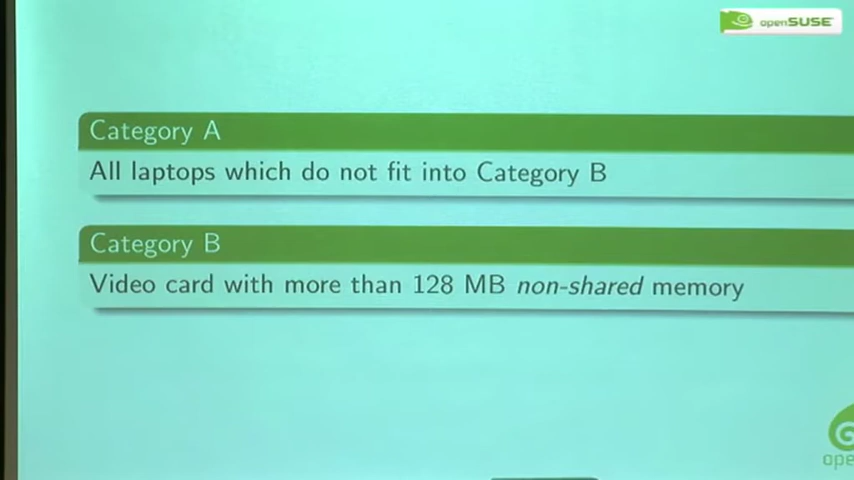 openSUSE
Category A
All laptops which do not fit into Category B
Category B
Video card with more than 128 MB non-shared memory
ope